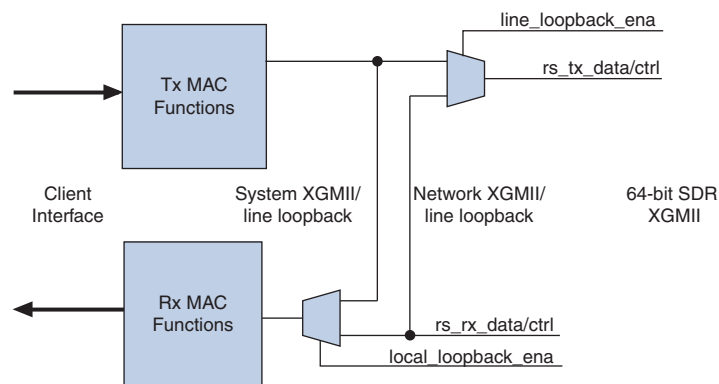 line_loopback_ena
Tx MAC
Functions
rs_tx_data/ctrl
Client
Interface
System XGMII/
line loopback
Network XGMII/
line loopback
64-bit SDR
XGMII
Rx MAC
Functions
rs_rx_data/ctrl
local_loopback_ena